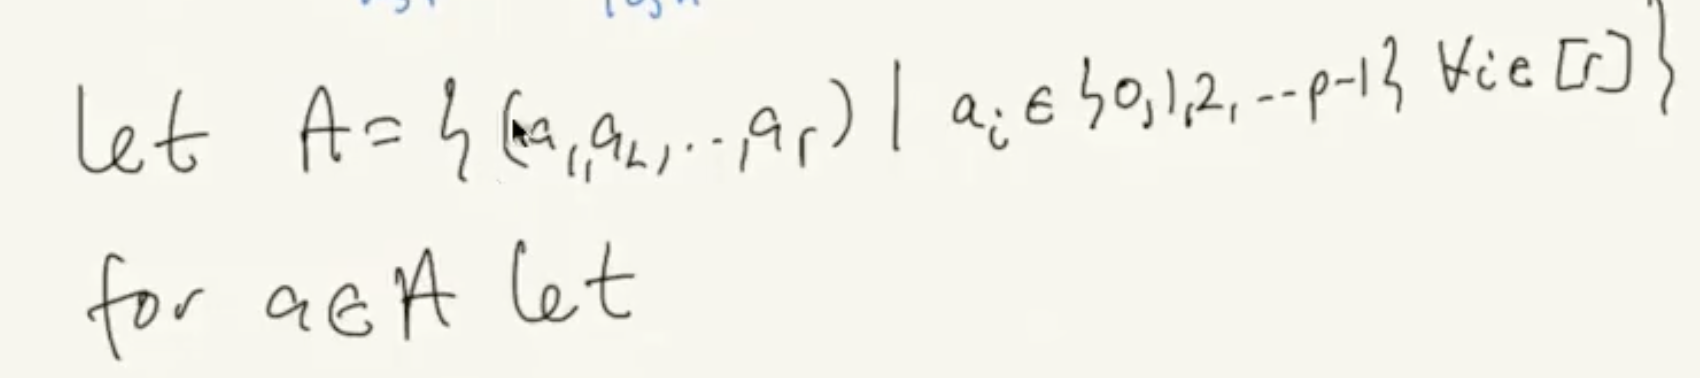 let A = { (a₁, a₂, ..., aᵣ) | aᵢ ∈ {0,1,2, ... p-1} ∀i∈ [r] }
for a∈A let